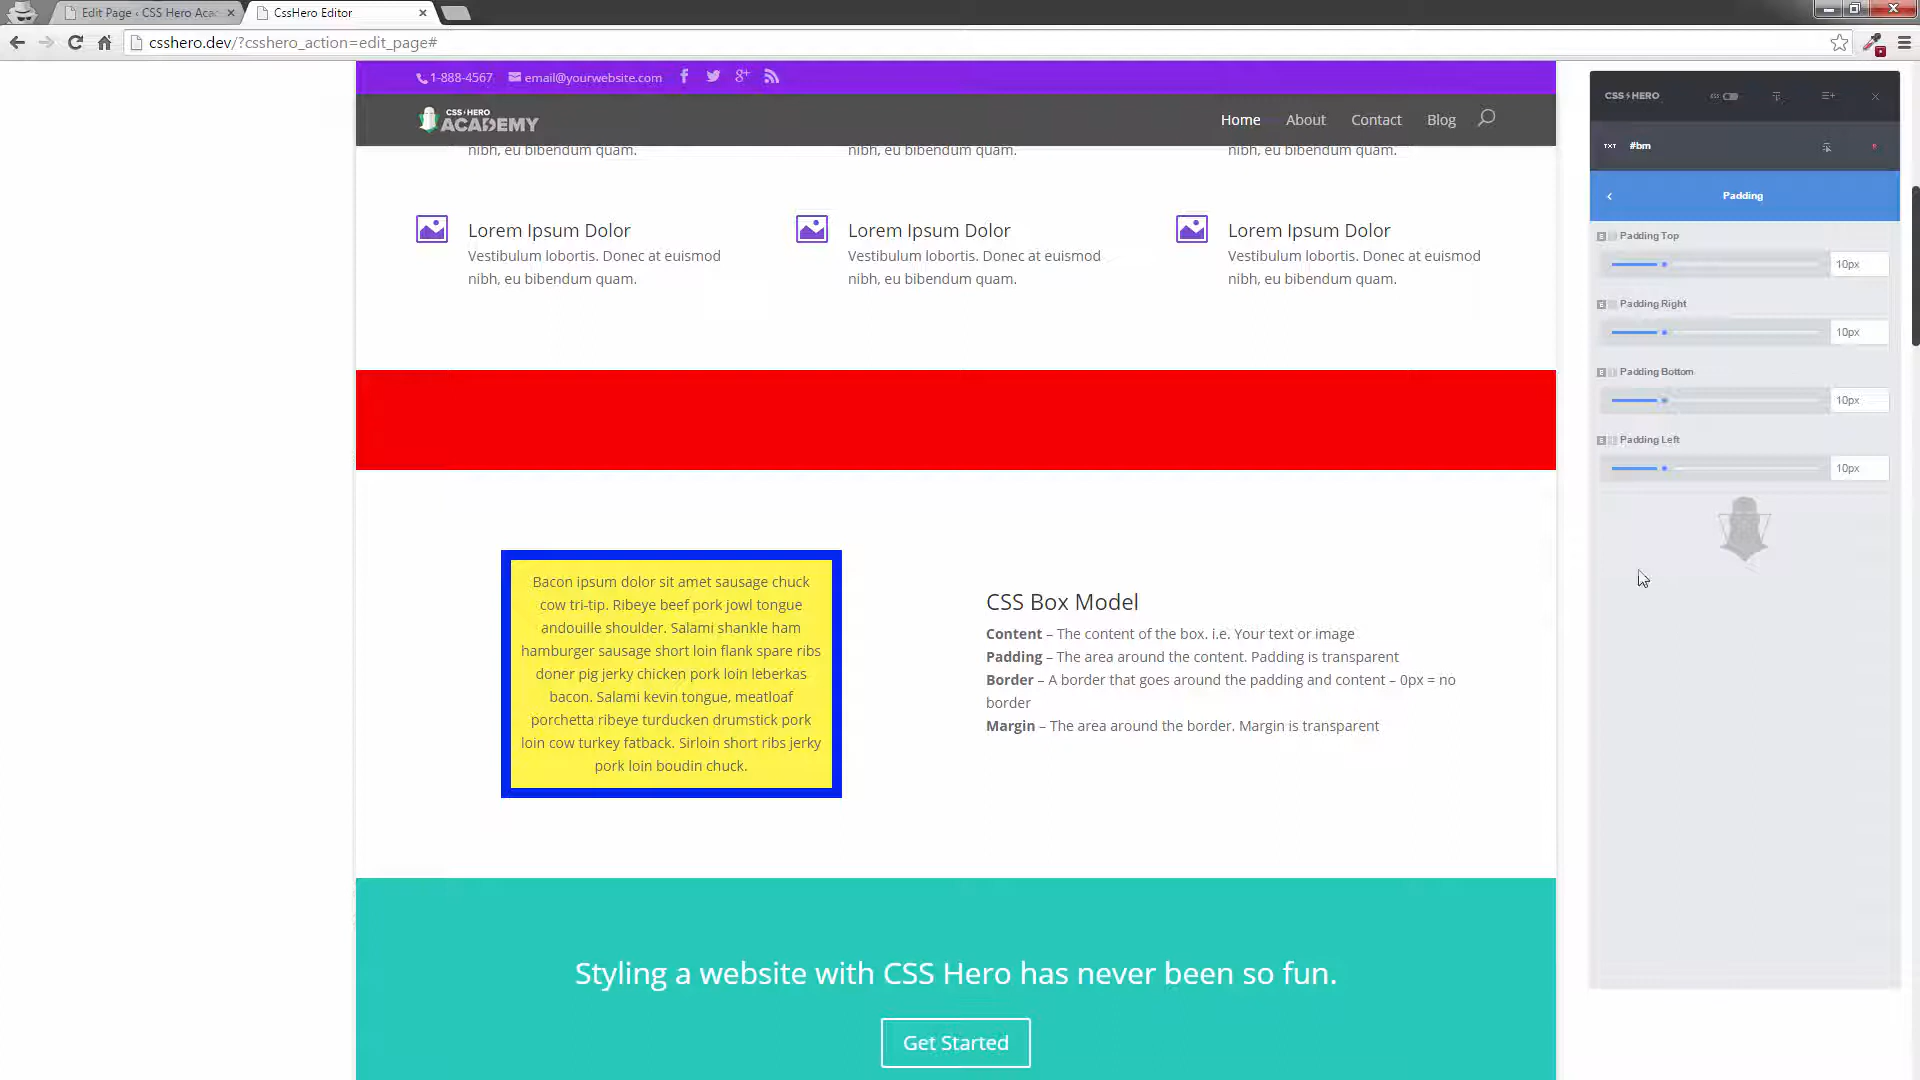 Edit Page ‹ CSS Hero Aca
CssHero Editor
csshero.dev/?csshero_action=edit_page#
1-888-4567
email@yourwebsite.com
CSS HERO
ACADEMY
Home
About
Contact
Blog
nibh, eu bibendum quam.
nibh, eu bibendum quam.
nibh, eu bibendum quam.
Lorem Ipsum Dolor
Vestibulum lobortis. Donec at euismod
nibh, eu bibendum quam.
Lorem Ipsum Dolor
Vestibulum lobortis. Donec at euismod
nibh, eu bibendum quam.
Lorem Ipsum Dolor
Vestibulum lobortis. Donec at euismod
nibh, eu bibendum quam.
Bacon ipsum dolor sit amet sausage chuck
cow tri-tip. Ribeye beef pork jowl tongue
andouille shoulder. Salami shankle ham
hamburger sausage short loin flank spare ribs
doner pig jerky chicken pork loin leberkas
bacon. Salami kevin tongue, meatloaf
porchetta ribeye turducken drumstick pork
loin cow turkey fatback. Sirloin short ribs jerky
pork loin boudin chuck.
CSS Box Model
Content – The content of the box. i.e. Your text or image
Padding – The area around the content. Padding is transparent
Border – A border that goes around the padding and content – 0px = no
border
Margin – The area around the border. Margin is transparent
Styling a website with CSS Hero has never been so fun.
Get Started
CSS HERO
CSS
TXT #bm
Padding
Padding Top
10px
Padding Right
10px
Padding Bottom
10px
Padding Left
10px